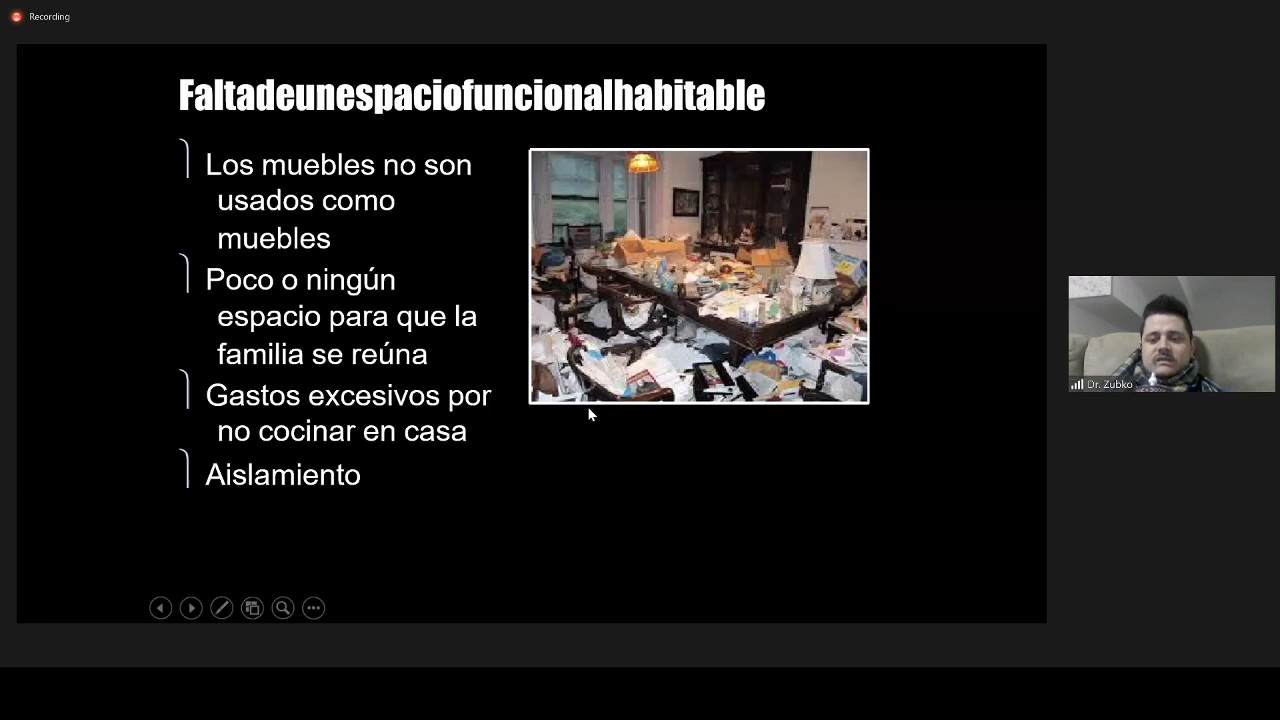 Recording
Faltadeunespaciofuncionalhabitable
Los muebles no son
usados como
muebles
Poco o ningún
espacio para que la
familia se reúna
Gastos excesivos por
no cocinar en casa
Aislamiento
Dr. Zubko